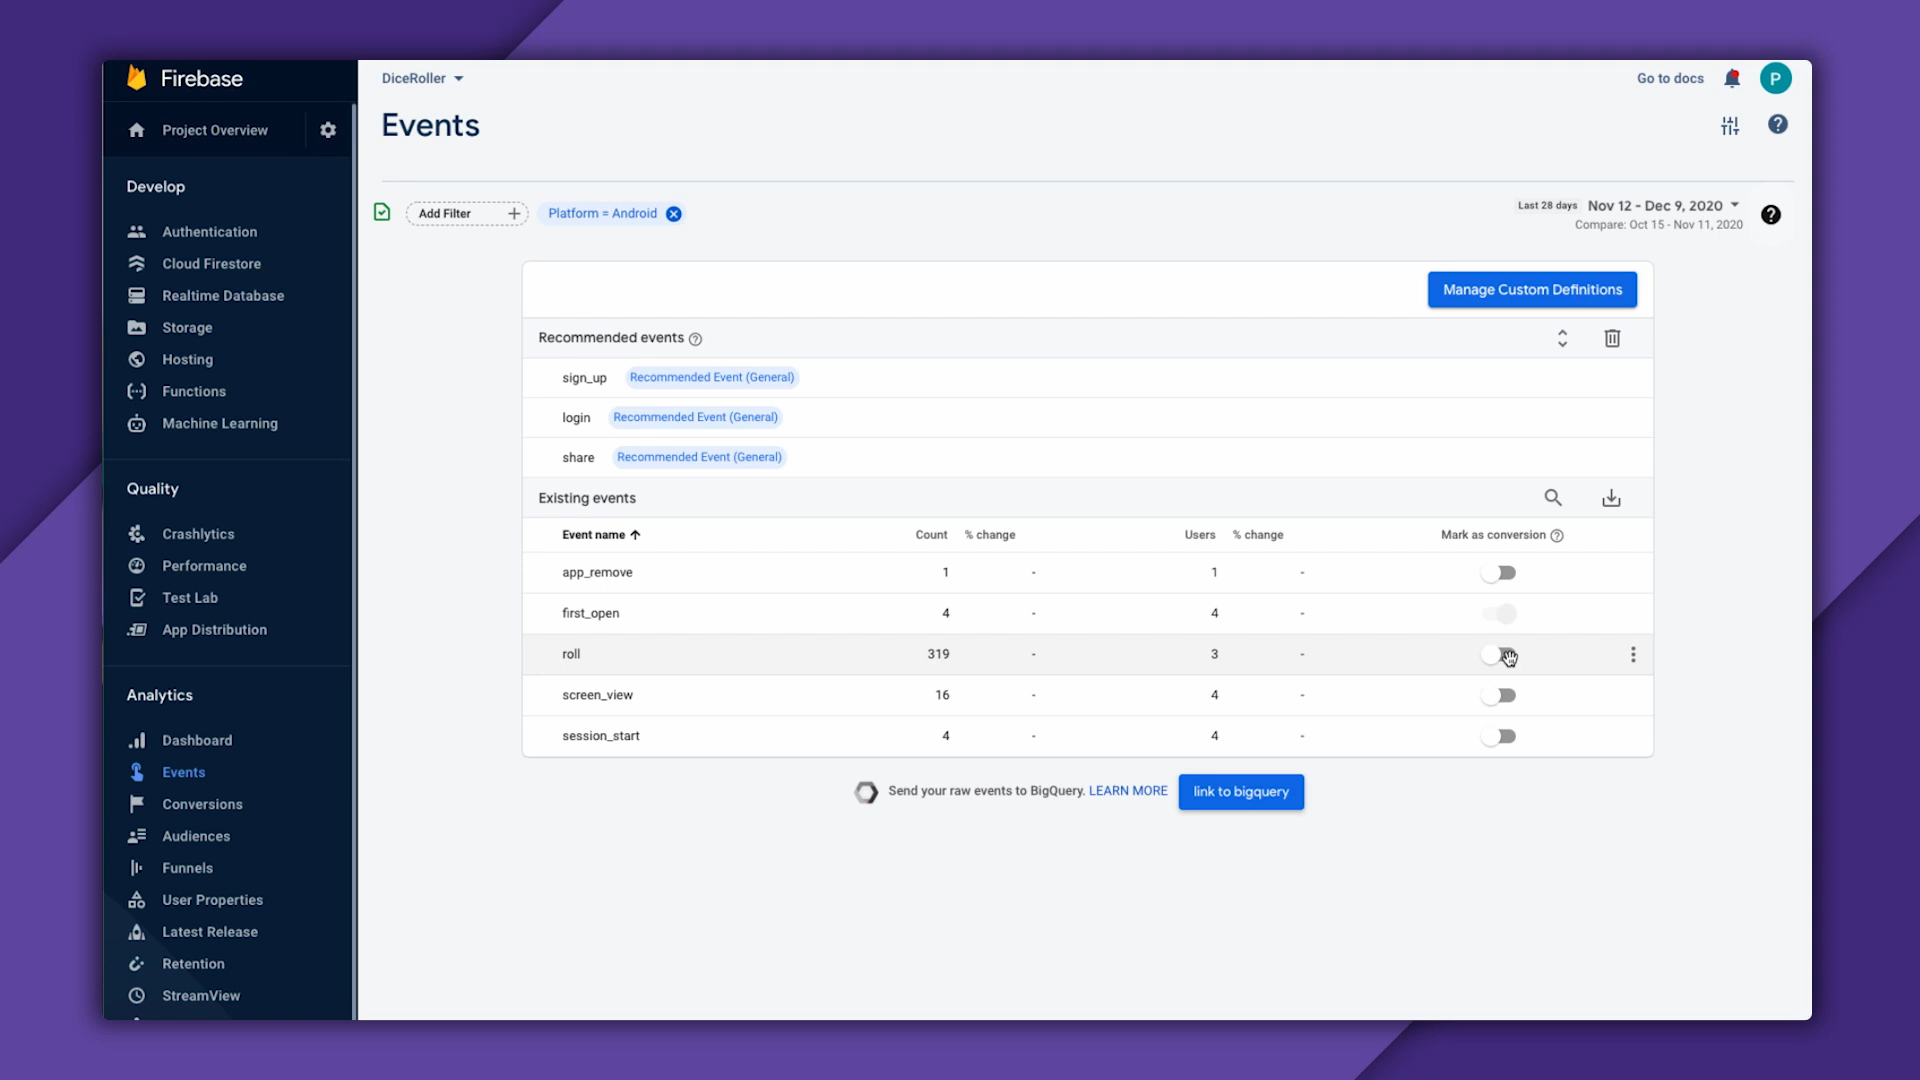 Firebase
Project Overview
Develop
Authentication
Cloud Firestore
Realtime Database
Storage
Hosting
Functions
Machine Learning
Quality
Crashlytics
Performance
Test Lab
App Distribution
Analytics
Dashboard
Events
Conversions
Audiences
Funnels
User Properties
Latest Release
Retention
StreamView
DiceRoller
Go to docs
P
Events
Add Filter
Platform = Android
Last 28 days Nov 12 - Dec 9, 2020
Compare: Oct 15 - Nov 11, 2020
Manage Custom Definitions
Recommended events
sign_up Recommended Event (General)
login Recommended Event (General)
share Recommended Event (General)
Existing events
Event name Count % change Users % change Mark as conversion
app_remove 1 - 1 -
first_open 4 - 4 -
roll 319 - 3 -
screen_view 16 - 4 -
session_start 4 - 4 -
Send your raw events to BigQuery. LEARN MORE link to bigquery